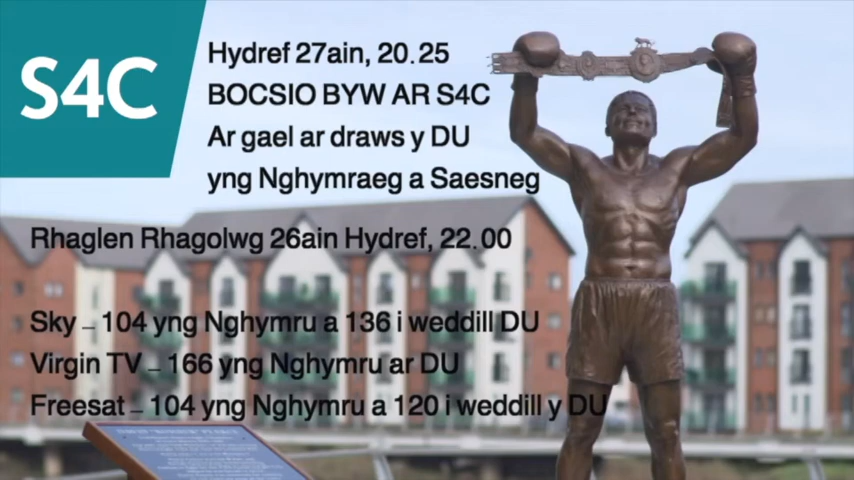 S4C
Hydref 27ain, 20.25
BOCSIO BYW AR S4C
Ar gael ar draws y DU
yng Nghymraeg a Saesneg
Rhaglen Rhagolwg 26ain Hydref, 22.00
Sky – 104 yng Nghymru a 136 i weddill DU
Virgin TV – 166 yng Nghymru ar DU
Freesat – 104 yng Nghymru a 120 i weddill y DU